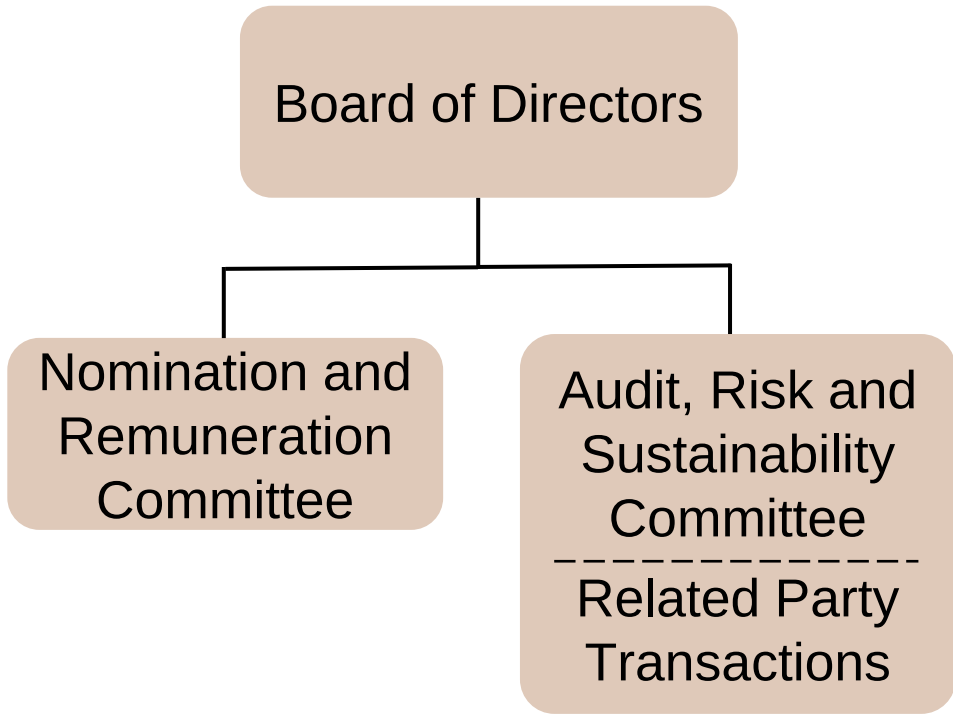 Board of Directors
Nomination and
Remuneration
Committee
Audit, Risk and
Sustainability
Committee
Related Party
Transactions